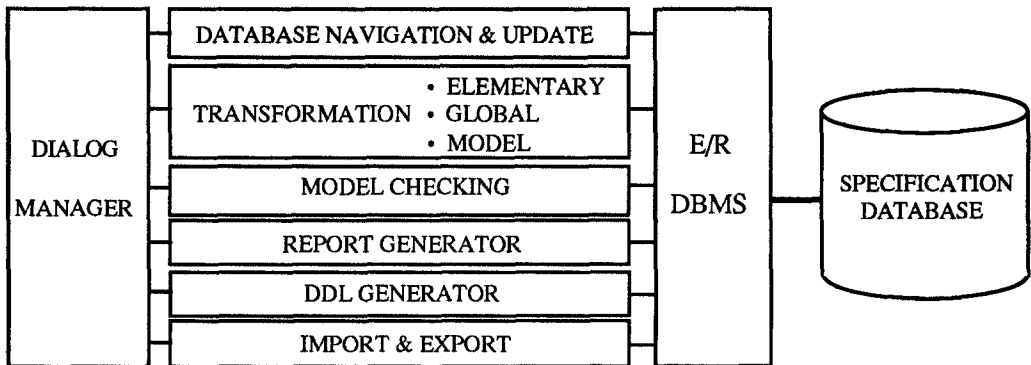 DIALOG
MANAGER
DATABASE NAVIGATION & UPDATE
TRANSFORMATION
• ELEMENTARY
• GLOBAL
• MODEL
MODEL CHECKING
REPORT GENERATOR
DDL GENERATOR
IMPORT & EXPORT
E/R
DBMS
SPECIFICATION
DATABASE